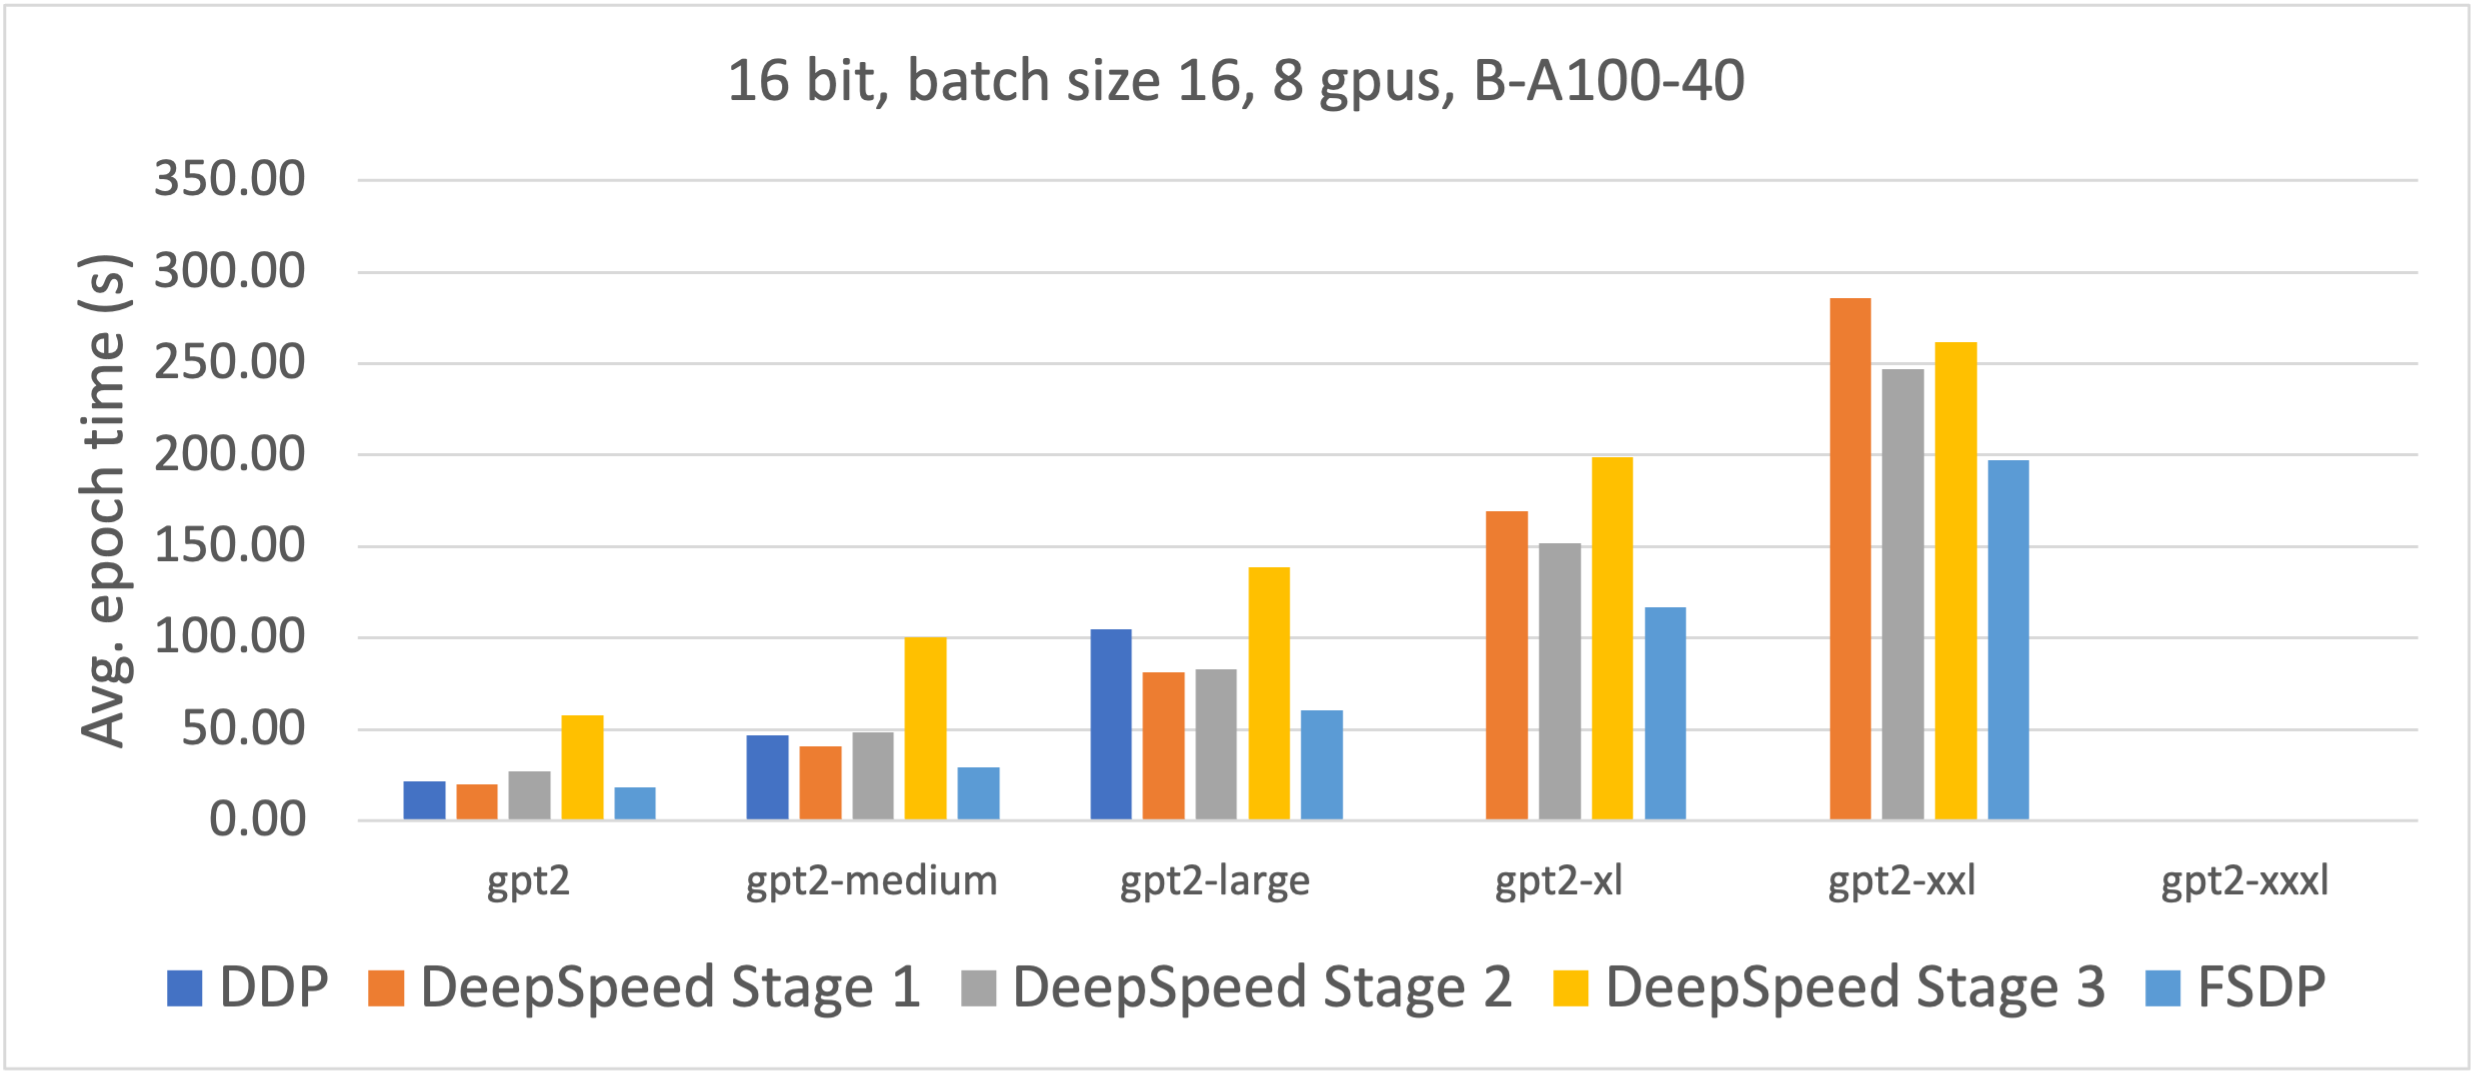 16 bit, batch size 16, 8 gpus, B-A100-40
Avg. epoch time (s)
350.00
300.00
250.00
200.00
150.00
100.00
50.00
0.00
gpt2 gpt2-medium gpt2-large gpt2-xl gpt2-xxl gpt2-xxxl
DDP DeepSpeed Stage 1 DeepSpeed Stage 2 DeepSpeed Stage 3 FSDP